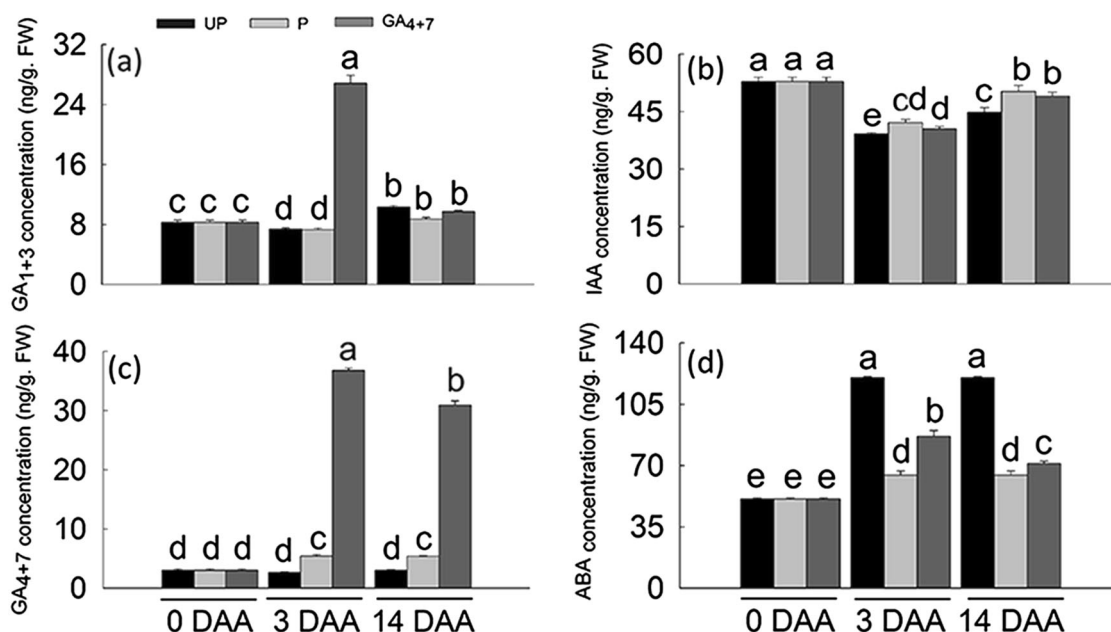 UP P GA4+7
(a)
GA1+3 concentration (ng/g. FW)
32
24
16
8
0
c c c
d d a
b b b
(b)
IAA concentration (ng/g. FW)
60
45
30
15
0
a a a
e cd d
c b b
(c)
GA4+7 concentration (ng/g. FW)
40
30
20
10
0
d d d
d c a
d c b
0 DAA 3 DAA 14 DAA
(d)
ABA concentration (ng/g. FW)
140
105
70
35
0
e e e
a d b
a d c
0 DAA 3 DAA 14 DAA